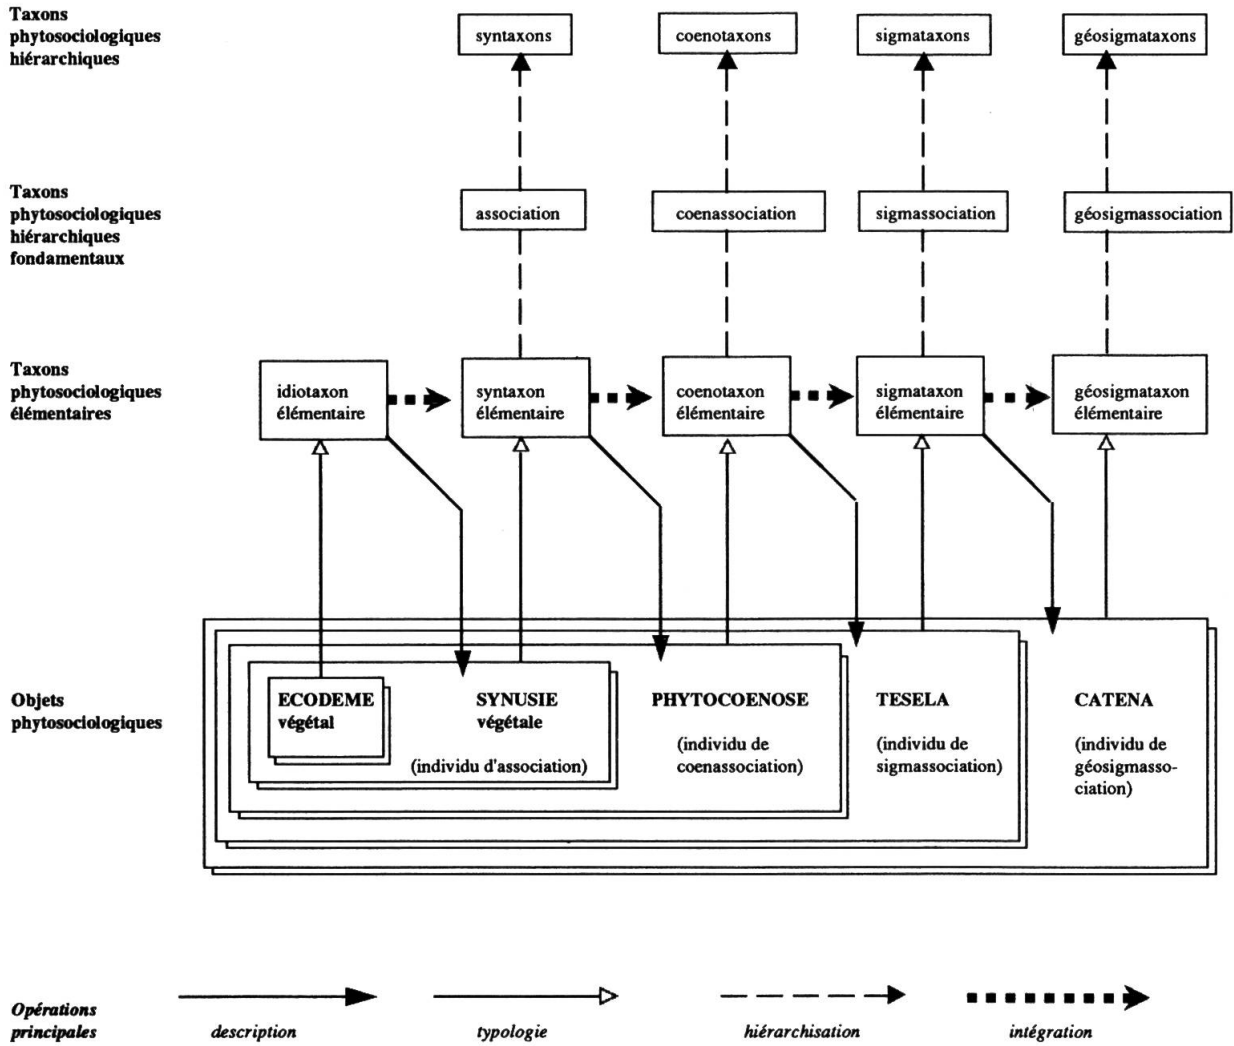 Taxons
phytosociologiques
hiérarchiques
syntaxons
coenotaxons
sigmataxons
géosigmataxons
Taxons
phytosociologiques
hiérarchiques
fondamentaux
association
coenassociation
sigmassociation
géosigmassociation
Taxons
phytosociologiques
élémentaires
idiotaxon
élémentaire
syntaxon
élémentaire
coenotaxon
élémentaire
sigmataxon
élémentaire
géosigmataxon
élémentaire
Objets
phytosociologiques
ECODEME
végétal
SYNUSIE
végétale
(individu d'association)
PHYTOCOENOSE
(individu de
coenassociation)
TESELA
(individu de
sigmassociation)
CATENA
(individu de
géosigmasso-
ciation)
Opérations
principales
description
typologie
hiérarchisation
intégration